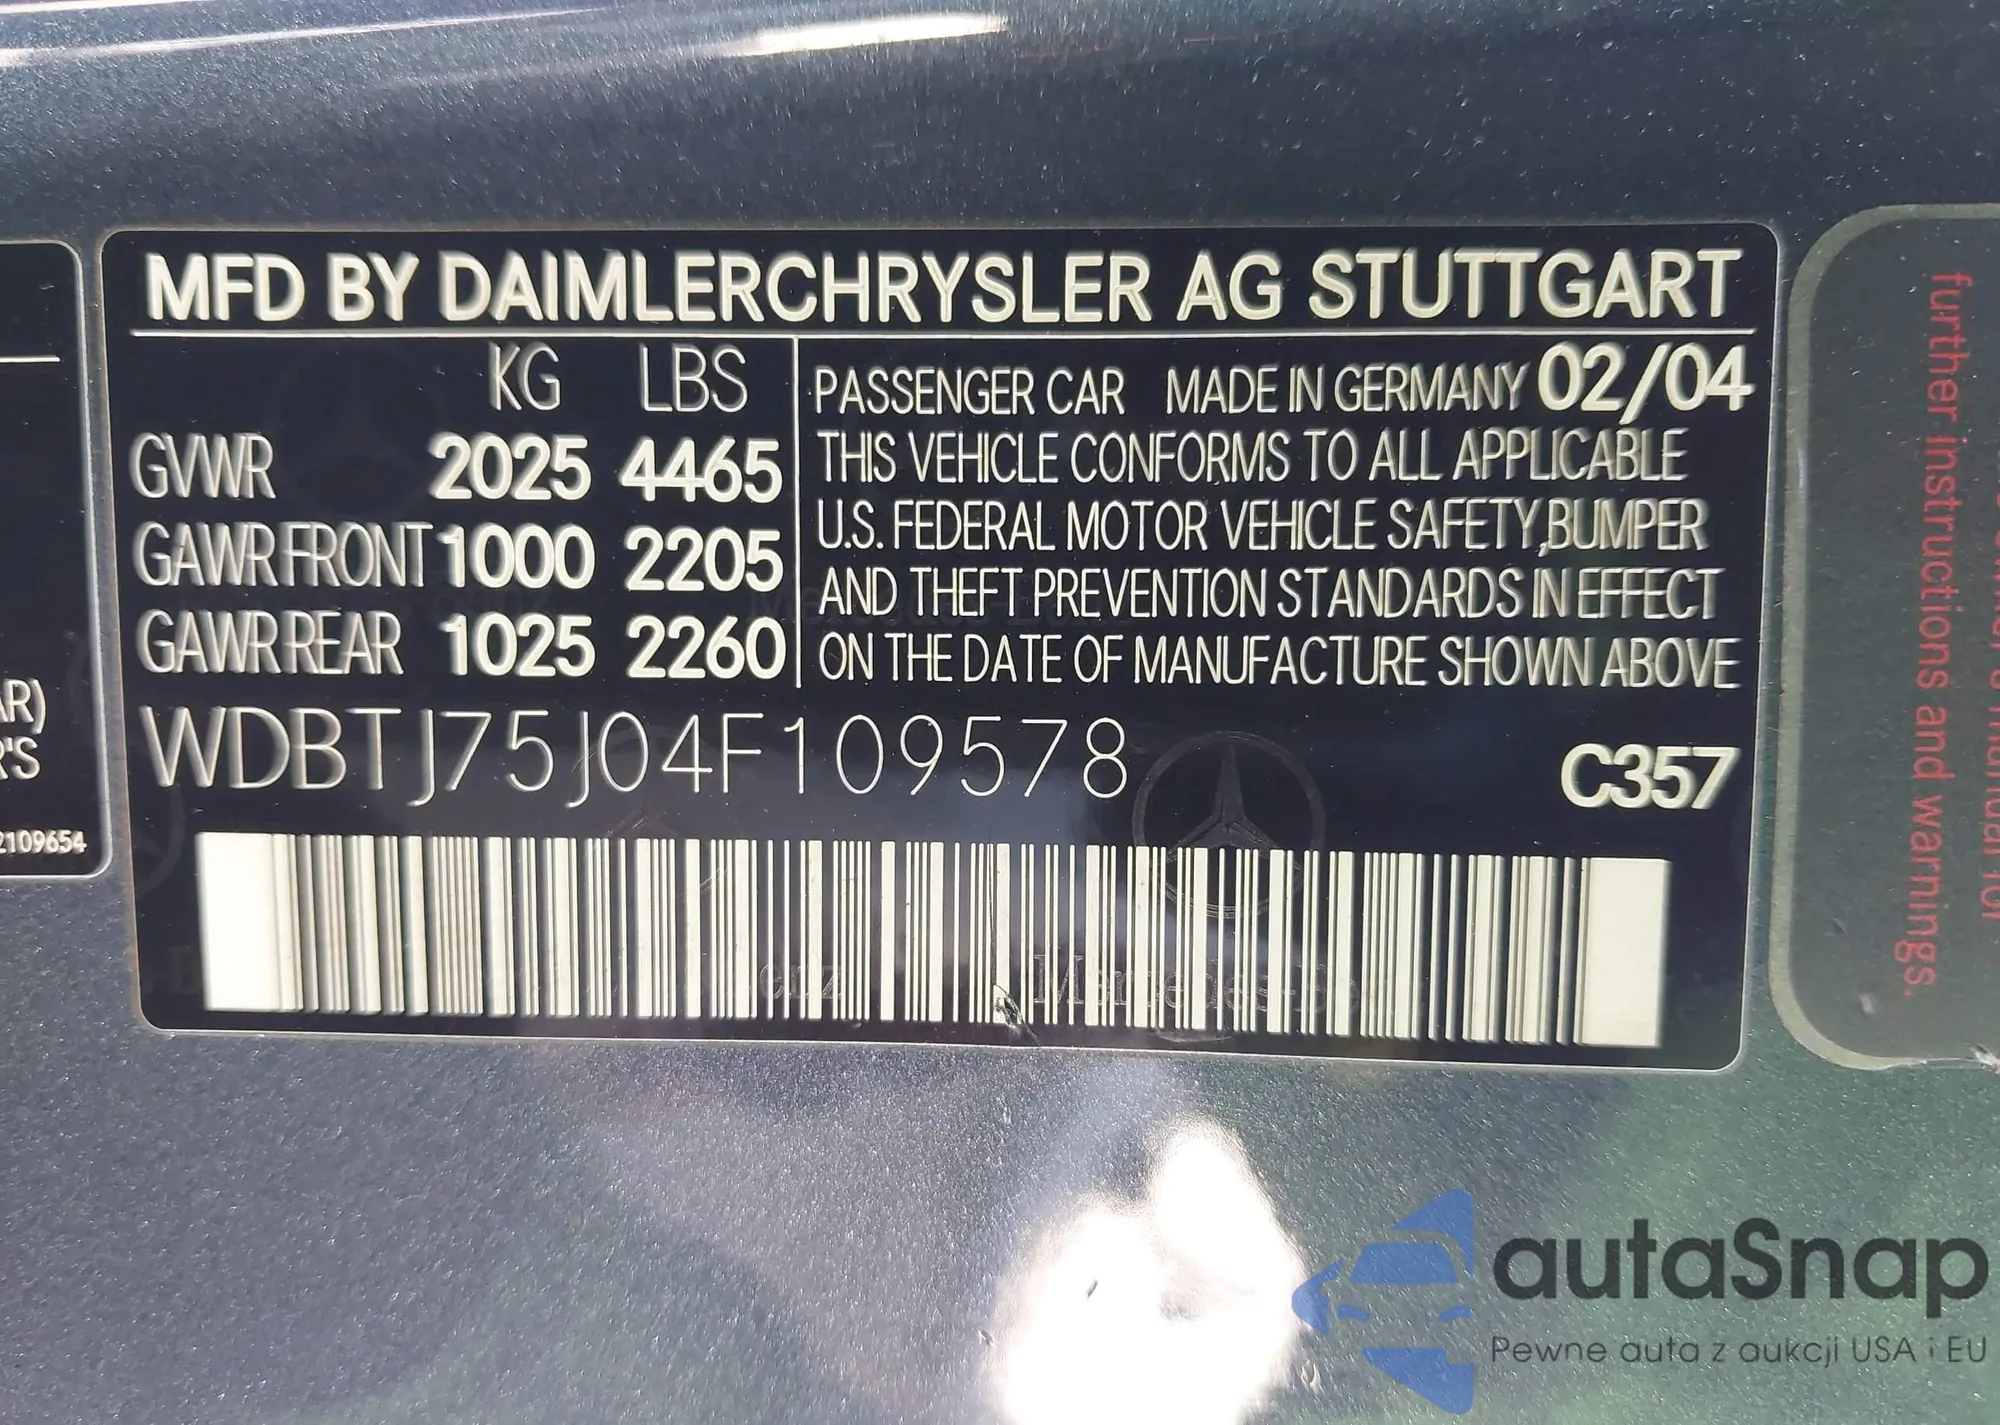 MFD BY DAIMLERCHRYSLER AG STUTTGART
KG LBS
GVWR 2025 4465
GAWR FRONT 1000 2205
GAWR REAR 1025 2260
PASSENGER CAR MADE IN GERMANY 02/04
THIS VEHICLE CONFORMS TO ALL APPLICABLE
U.S. FEDERAL MOTOR VEHICLE SAFETY,BUMPER
AND THEFT PREVENTION STANDARDS IN EFFECT
ON THE DATE OF MANUFACTURE SHOWN ABOVE
WDBTJ75J04F109578
C357
AR)
R'S
2109654
further instructions and warnings.
autaSnap
Pewne auta z aukcji USA i EU